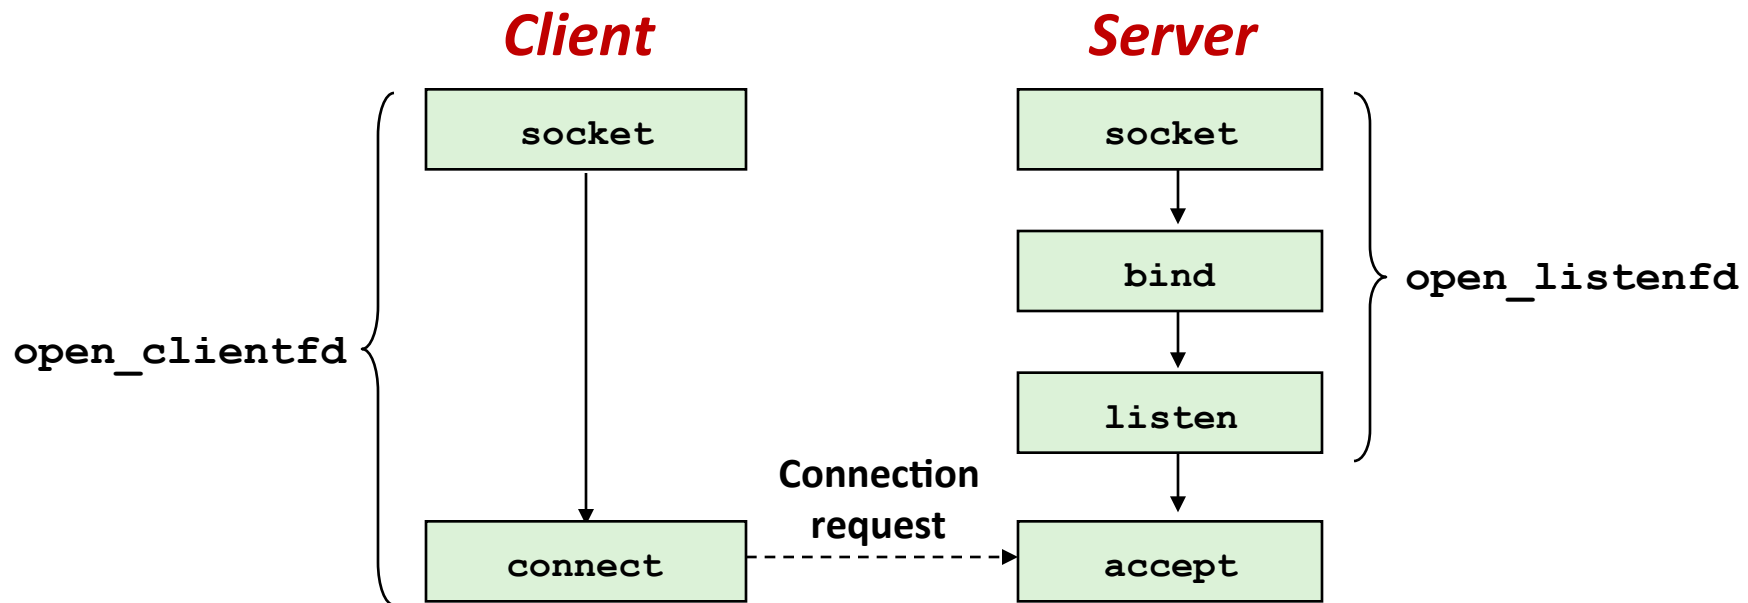 Client
Server
socket
socket
bind
open_listenfd
open_clientfd
listen
Connection
request
connect
accept